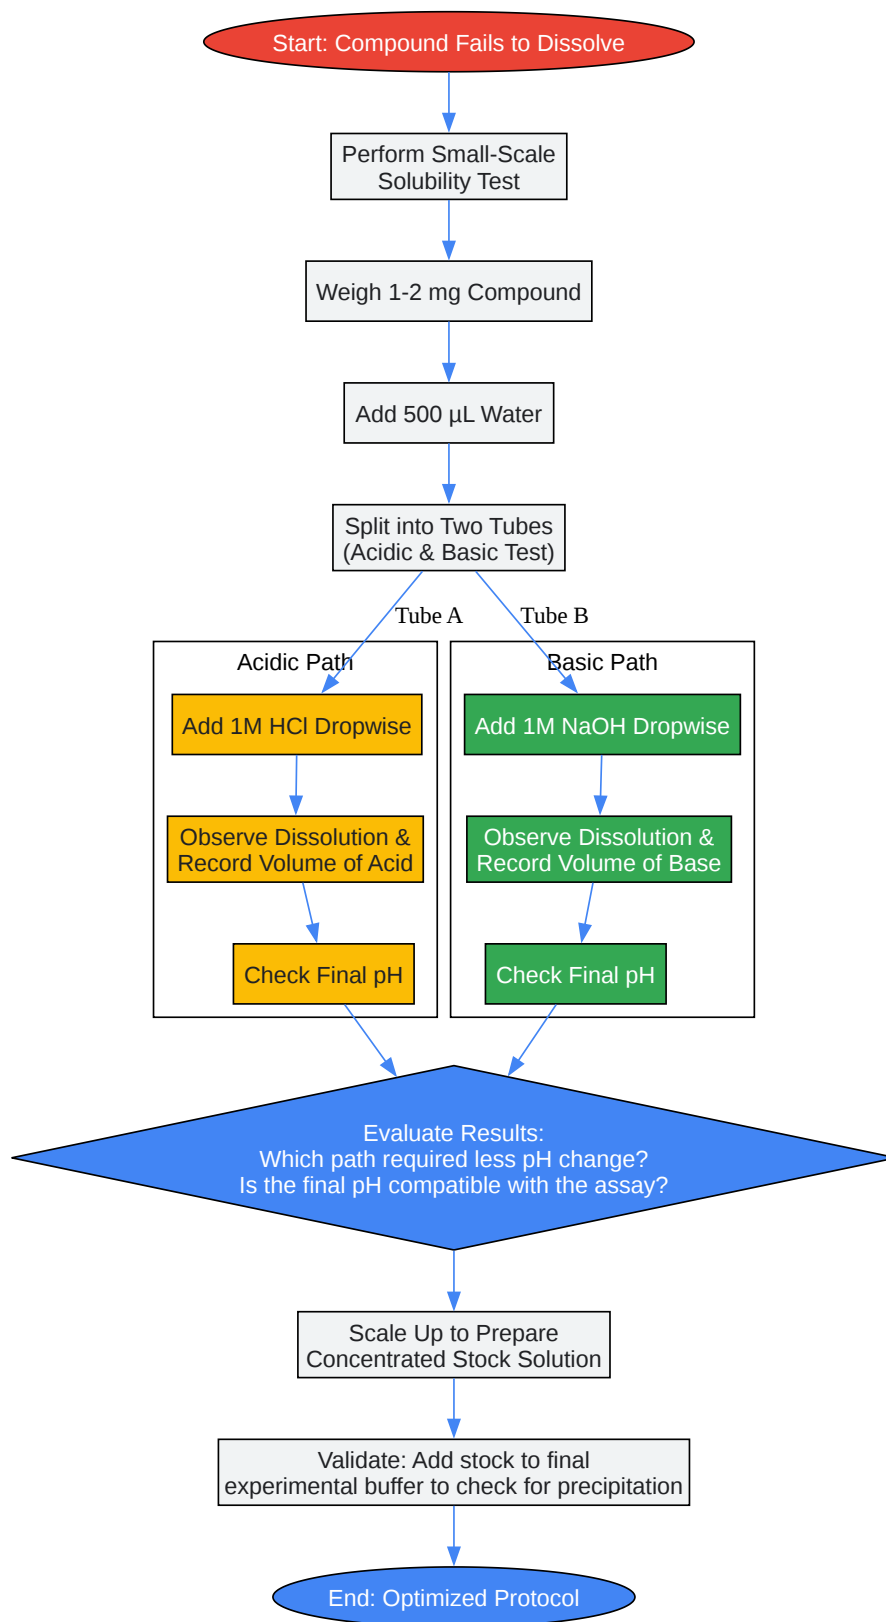 Start: Compound Fails to Dissolve
Perform Small-Scale
Solubility Test
Weigh 1-2 mg Compound
Add 500 µL Water
Split into Two Tubes
(Acidic & Basic Test)
Tube A
Tube B
Acidic Path
Add 1M HCl Dropwise
Observe Dissolution &
Record Volume of Acid
Check Final pH
Basic Path
Add 1M NaOH Dropwise
Observe Dissolution &
Record Volume of Base
Check Final pH
Evaluate Results:
Which path required less pH change?
Is the final pH compatible with the assay?
Scale Up to Prepare
Concentrated Stock Solution
Validate: Add stock to final
experimental buffer to check for precipitation
End: Optimized Protocol